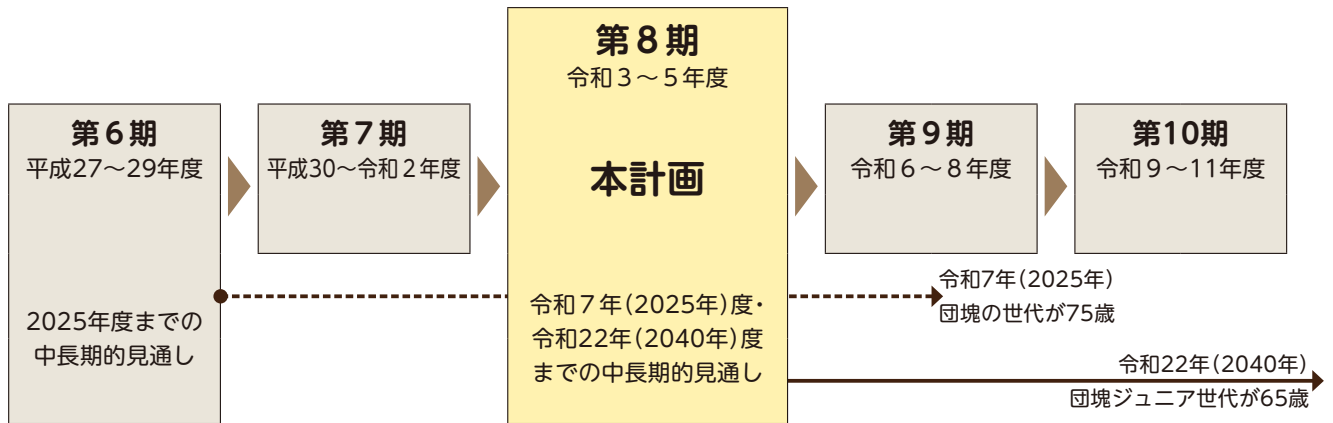 第6期
平成27～29年度
2025年度までの
中長期的見通し
第7期
平成30～令和2年度
第8期
令和3～5年度
本計画
令和7年(2025年)度・
令和22年(2040年)度
までの中長期的見通し
第9期
令和6～8年度
第10期
令和9～11年度
令和7年(2025年)
団塊の世代が75歳
令和22年(2040年)
団塊ジュニア世代が65歳